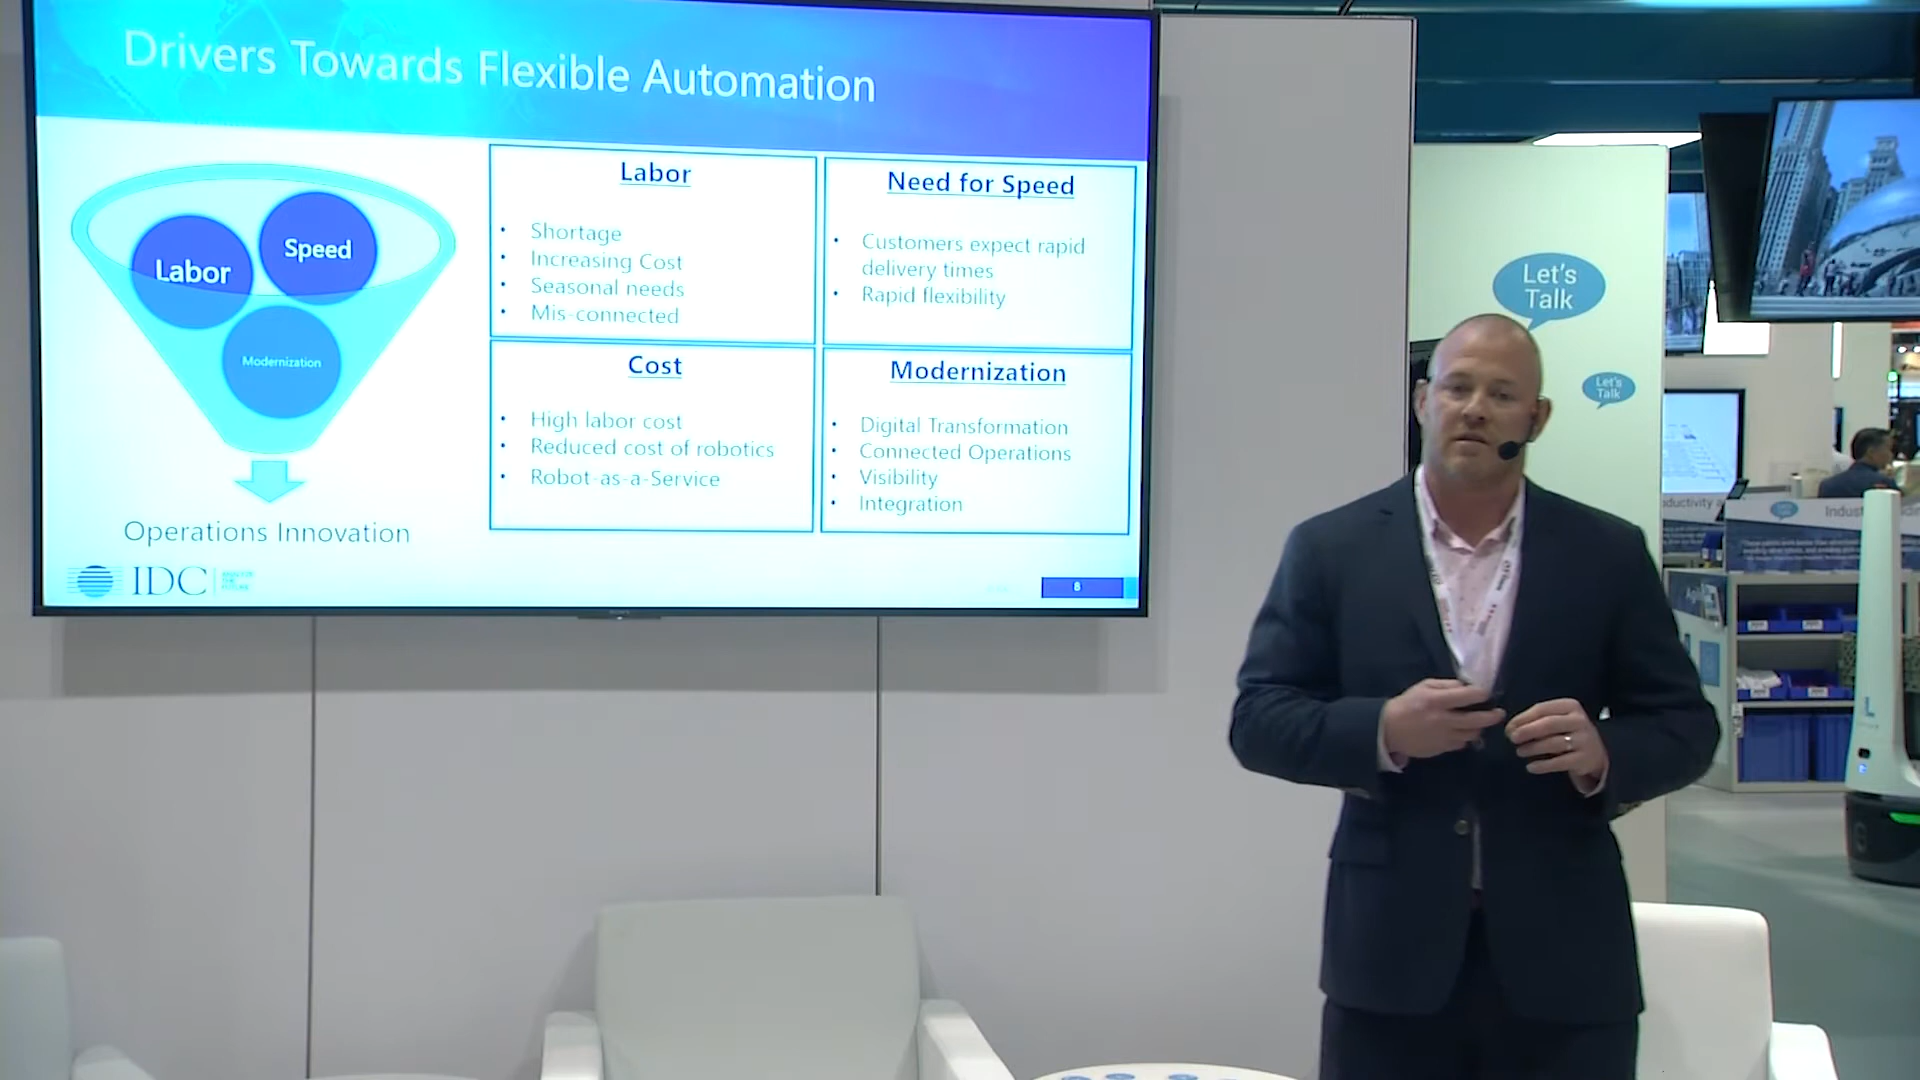 Drivers Towards Flexible Automation
Labor
Speed
Modernization
Operations Innovation
IDC
Labor
• Shortage
• Increasing Cost
• Seasonal needs
• Mis-connected
Need for Speed
• Customers expect rapid
delivery times
• Rapid flexibility
Cost
• High labor cost
• Reduced cost of robotics
• Robot-as-a-Service
Modernization
• Digital Transformation
• Connected Operations
• Visibility
• Integration
8
Let's
Talk
Let's
Talk
L